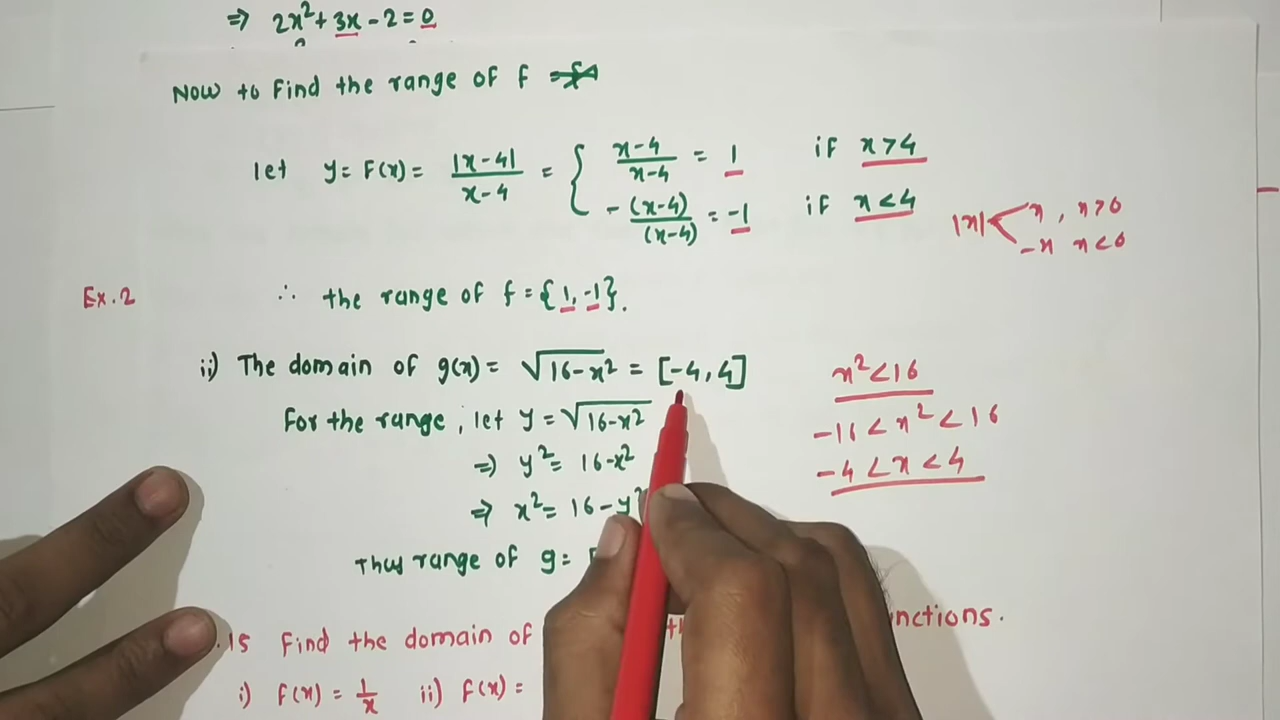 ⇒ 2x²+3x-2=0
Now to find the range of f
let y= f(x)= |x-4|/x-4 = { x-4/x-4 = 1 if x>4
-(x-4)/(x-4) = -1 if x<4
|x| < x, x>0
-x x<0
Ex.2
∴ the range of f={1,-1}.
ii) The domain of g(x)= √16-x² = [-4,4]
x²<16
For the range, let y=√16-x²
-16<x²<16
⇒ y²= 16-x²
-4<x<4
⇒ x²= 16-y²
Thus range of g= [
.15 Find the domain of nctions.
i) f(x)= 1/x ii) f(x)=